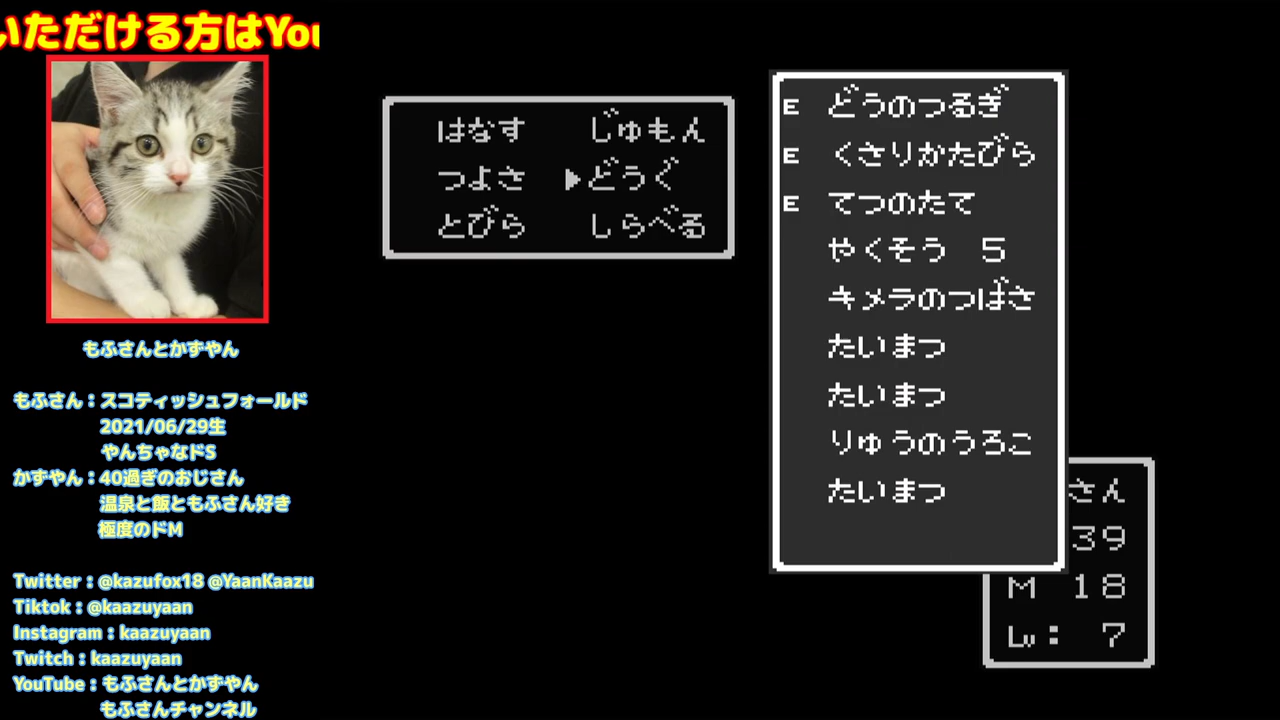 いただける方はYou
もふさんとかずやん
もふさん：スコティッシュフォールド
2021/06/29生
やんちゃなドS
かずやん：40過ぎのおじさん
温泉と飯ともふさん好き
極度のドM
Twitter：@kazufox18 @YaanKaazu
Tiktok：@kaazuyaan
Instagram：kaazuyaan
Twitch：kaazuyaan
YouTube：もふさんとかずやん
もふさんチャンネル
はなす じゅもん
つよさ ▶どうぐ
とびら しらべる
E どうのつるぎ
E くさりかたびら
E てつのたて
やくそう 5
キメラのつばさ
たいまつ
たいまつ
りゅうのうろこ
たいまつ
さん
39
M 18
Lv: 7